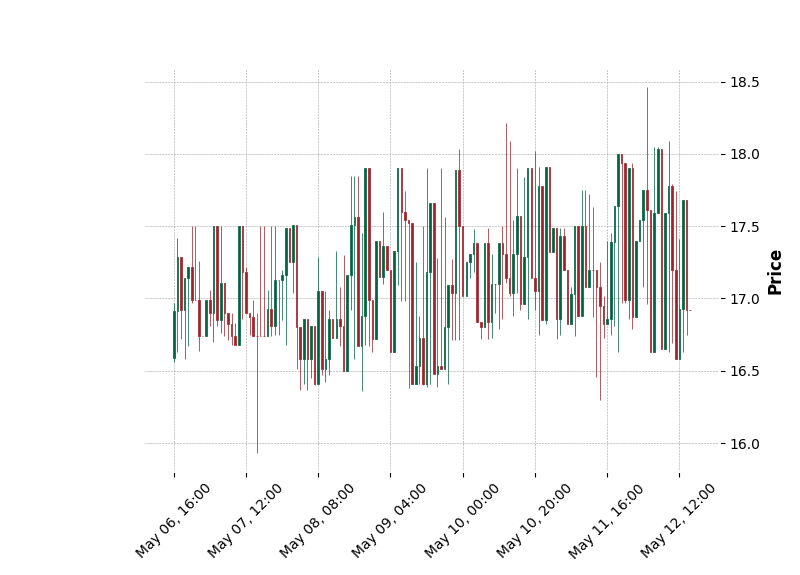 18.5
18.0
17.5
17.0
16.5
16.0
Price
May 06, 16:00
May 07, 12:00
May 08, 08:00
May 09, 04:00
May 10, 00:00
May 10, 20:00
May 11, 16:00
May 12, 12:00